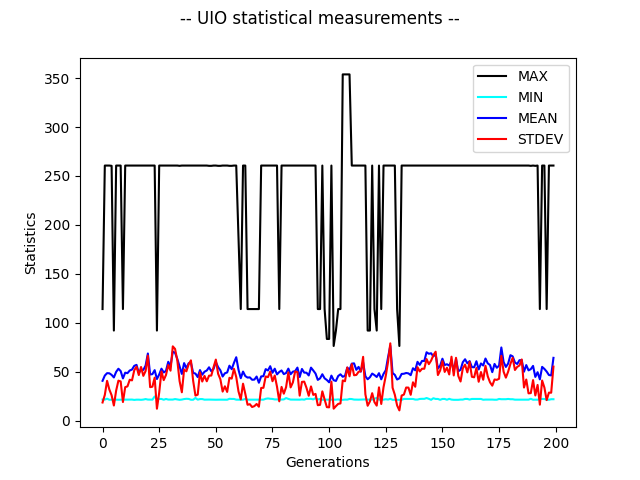 -- UIO statistical measurements --
MAX
MIN
MEAN
STDEV
Statistics
350
300
250
200
150
100
50
0
0 25 50 75 100 125 150 175 200
Generations